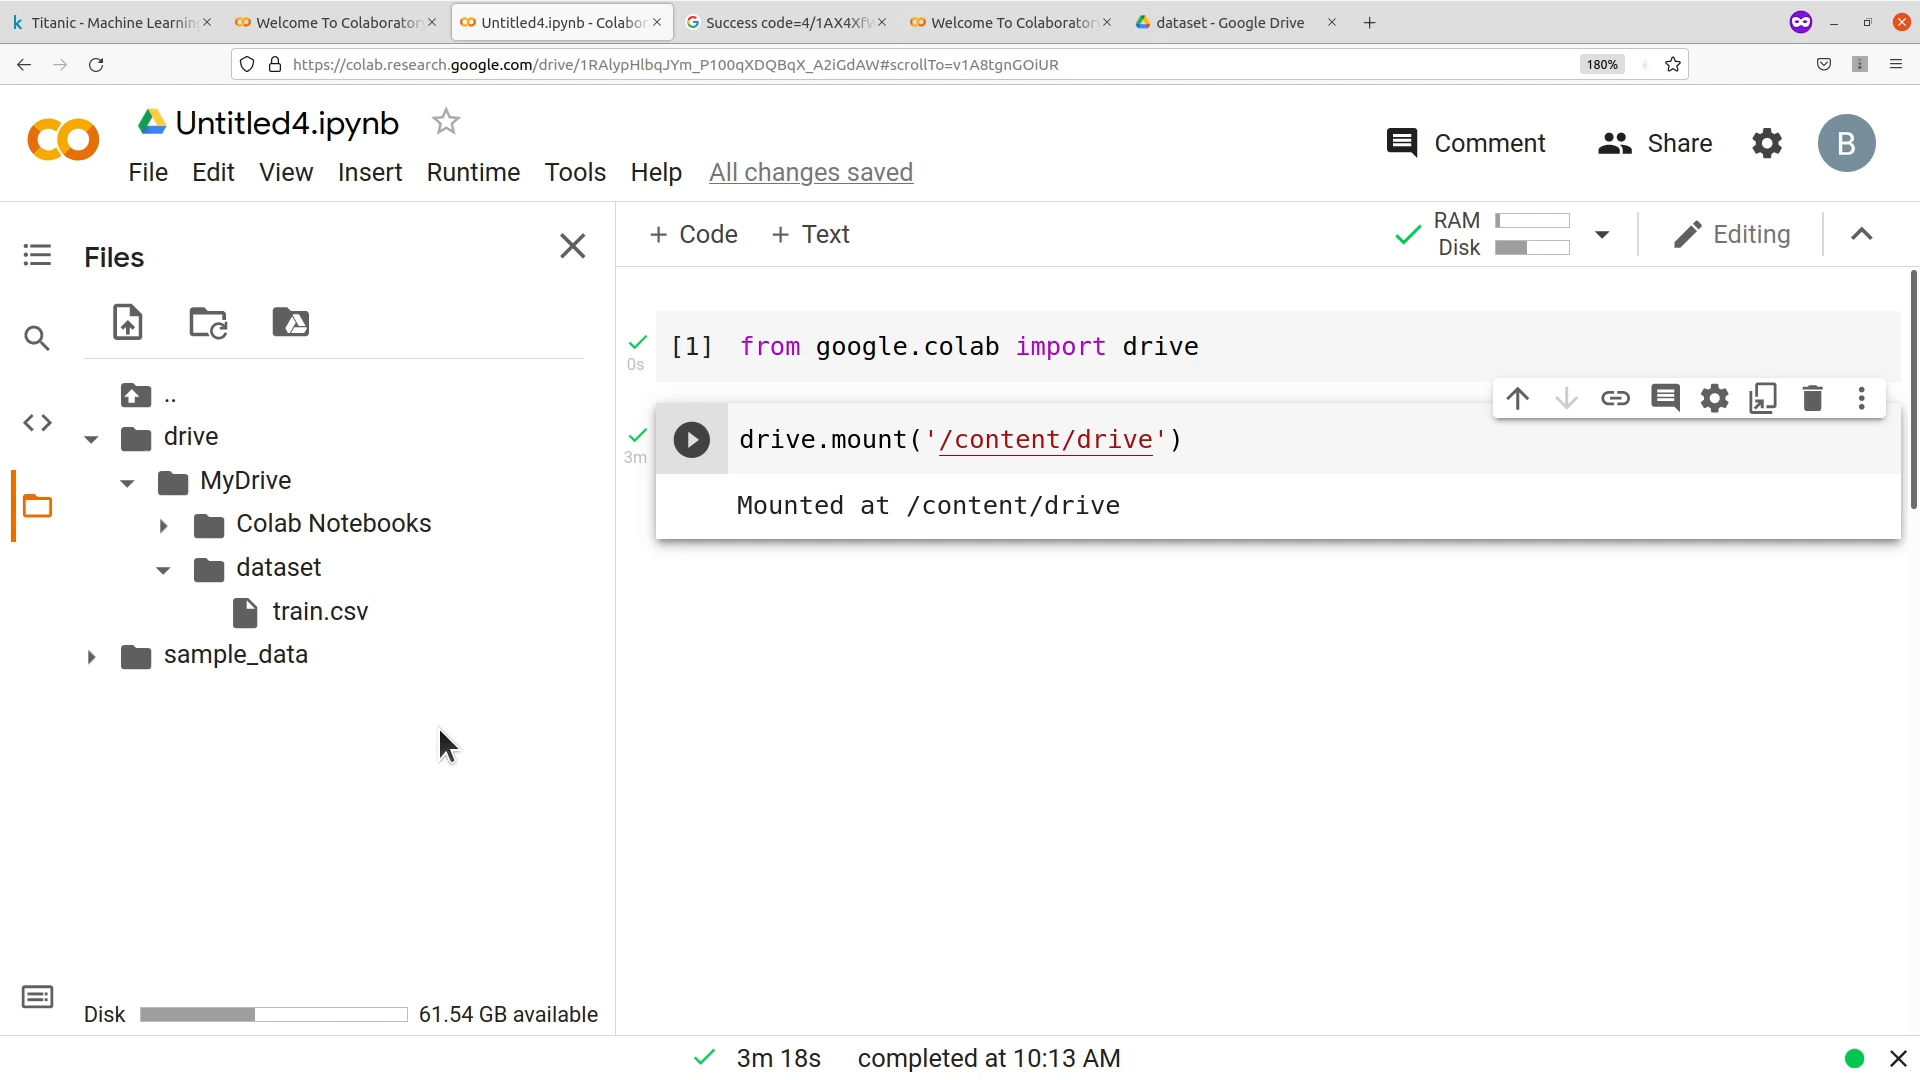 Titanic - Machine Learnin
Welcome To Colaborator
Untitled4.ipynb - Colabor
Success code=4/1AX4Xf
Welcome To Colaborator
dataset - Google Drive
https://colab.research.google.com/drive/1RAlypHlbqJYm_P100qXDQBqX_A2iGdAW#scrollTo=v1A8tgnGOiUR
180%
Untitled4.ipynb
File Edit View Insert Runtime Tools Help All changes saved
Comment
Share
B
Files
+ Code + Text
RAM
Disk
Editing
..
drive
MyDrive
Colab Notebooks
dataset
train.csv
sample_data
0s
[1] from google.colab import drive
3m
drive.mount('/content/drive')
Mounted at /content/drive
Disk 61.54 GB available
3m 18s completed at 10:13 AM